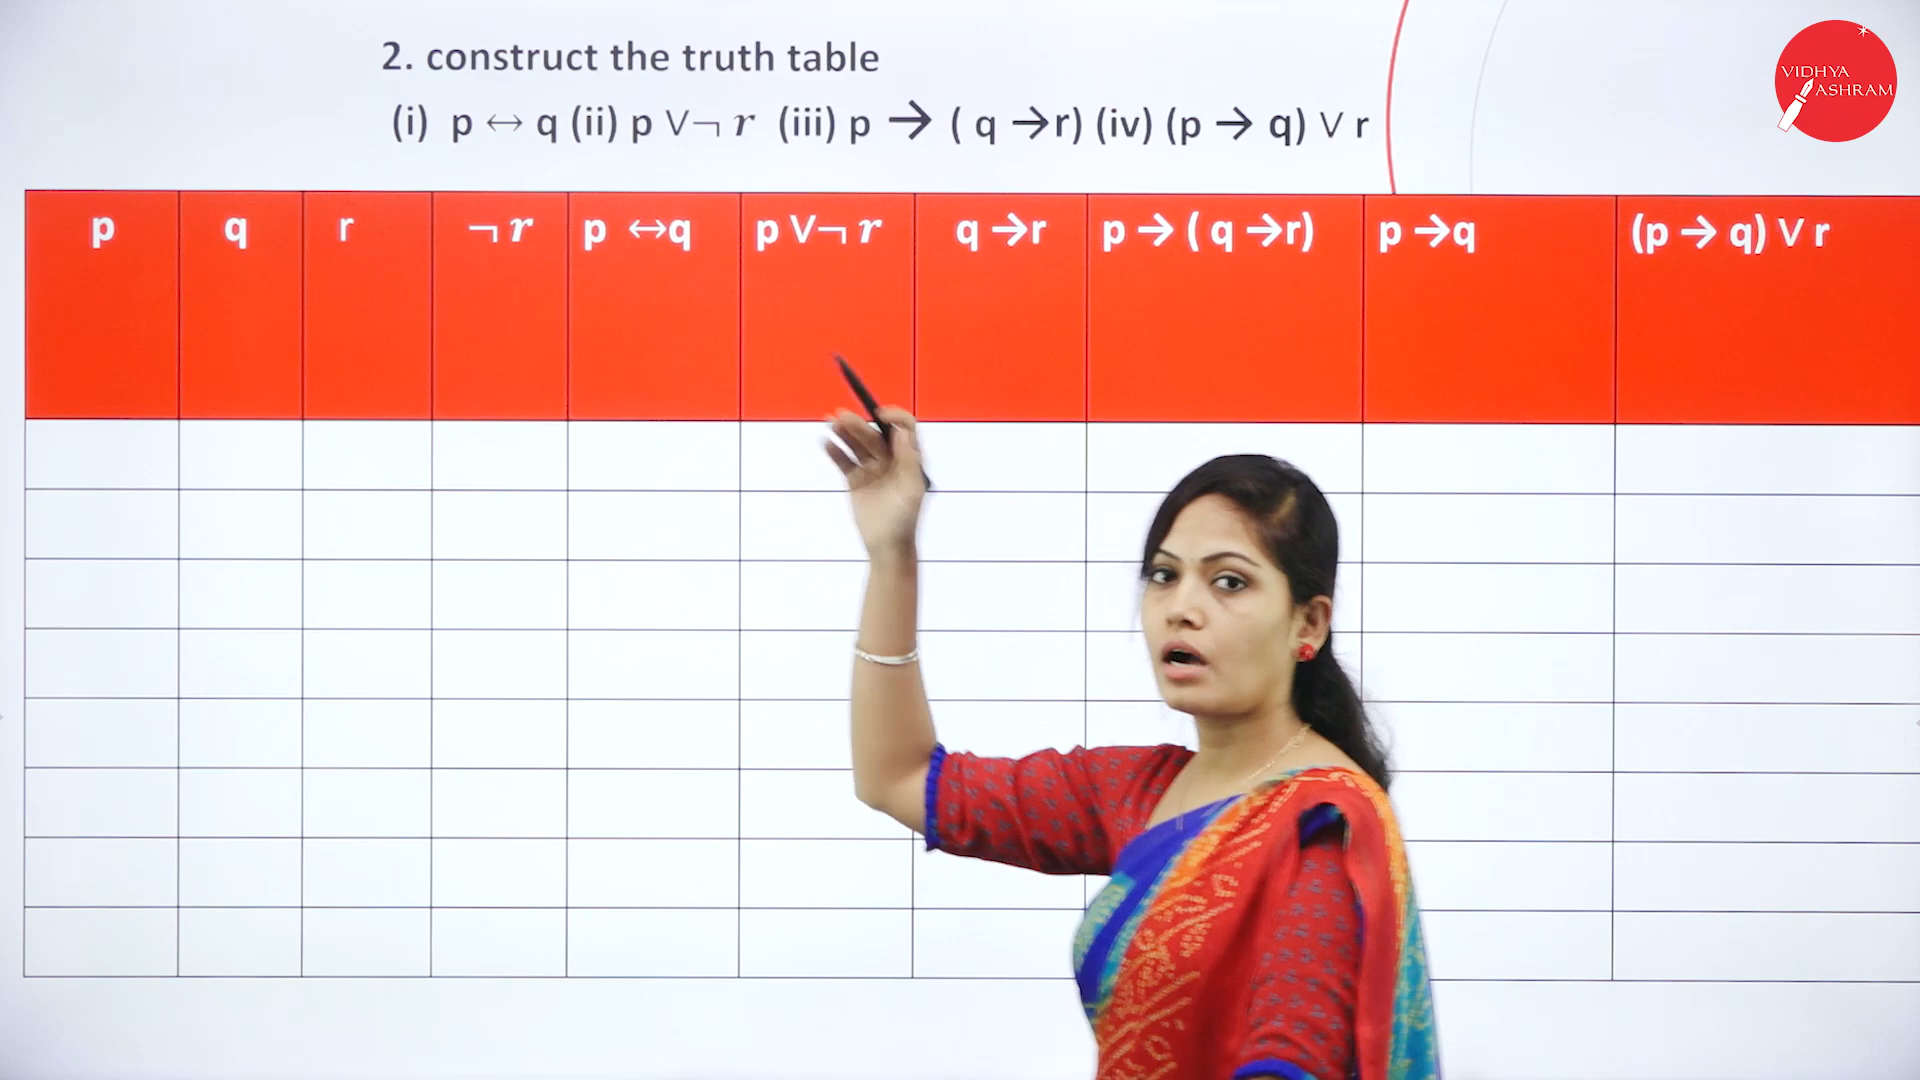 2. construct the truth table
(i) p ↔ q (ii) p ∨¬ r (iii) p → ( q →r) (iv) (p → q) ∨ r
VIDHYA
ASHRAM
p q r ¬ r p ↔q p ∨¬ r q →r p → ( q →r) p →q (p → q) ∨ r